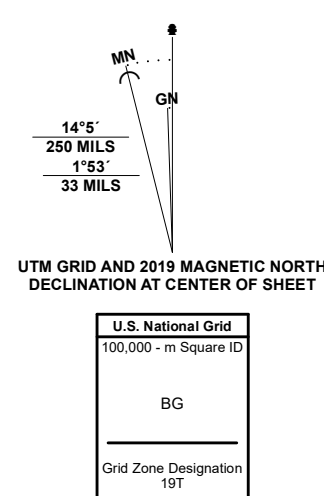 MN
GN
14°5´
250 MILS
1°53´
33 MILS
UTM GRID AND 2019 MAGNETIC NORTH
DECLINATION AT CENTER OF SHEET
U.S. National Grid
100,000 - m Square ID
BG
Grid Zone Designation
19T